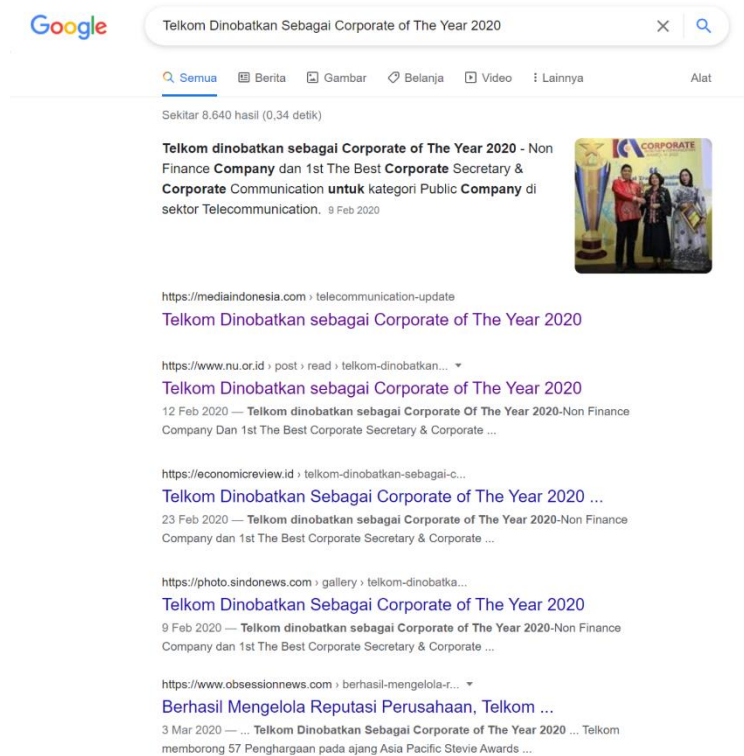 Google
Telkom Dinobatkan Sebagai Corporate of The Year 2020
Semua Berita Gambar Belanja Video Lainnya Alat
Sekitar 8.640 hasil (0,34 detik)
Telkom dinobatkan sebagai Corporate of The Year 2020 - Non
Finance Company dan 1st The Best Corporate Secretary &
Corporate Communication untuk kategori Public Company di
sektor Telecommunication. 9 Feb 2020
CORPORATE
https://mediaindonesia.com › telecommunication-update
Telkom Dinobatkan sebagai Corporate of The Year 2020
https://www.nu.or.id › post › read › telkom-dinobatkan...
Telkom Dinobatkan sebagai Corporate of The Year 2020
12 Feb 2020 — Telkom dinobatkan sebagai Corporate Of The Year 2020-Non Finance
Company Dan 1st The Best Corporate Secretary & Corporate ...
https://economicreview.id › telkom-dinobatkan-sebagai-c...
Telkom Dinobatkan Sebagai Corporate of The Year 2020 ...
23 Feb 2020 — Telkom dinobatkan sebagai Corporate of The Year 2020-Non Finance
Company dan 1st The Best Corporate Secretary & Corporate ...
https://photo.sindonews.com › gallery › telkom-dinobatka...
Telkom Dinobatkan Sebagai Corporate of The Year 2020
9 Feb 2020 — Telkom dinobatkan sebagai Corporate of The Year 2020-Non Finance
Company dan 1st The Best Corporate Secretary & Corporate ...
https://www.obsessionnews.com › berhasil-mengelola-r...
Berhasil Mengelola Reputasi Perusahaan, Telkom ...
3 Mar 2020 — ... Telkom Dinobatkan Sebagai Corporate of The Year 2020 ... Telkom
memborong 57 Penghargaan pada ajang Asia Pacific Stevie Awards ...